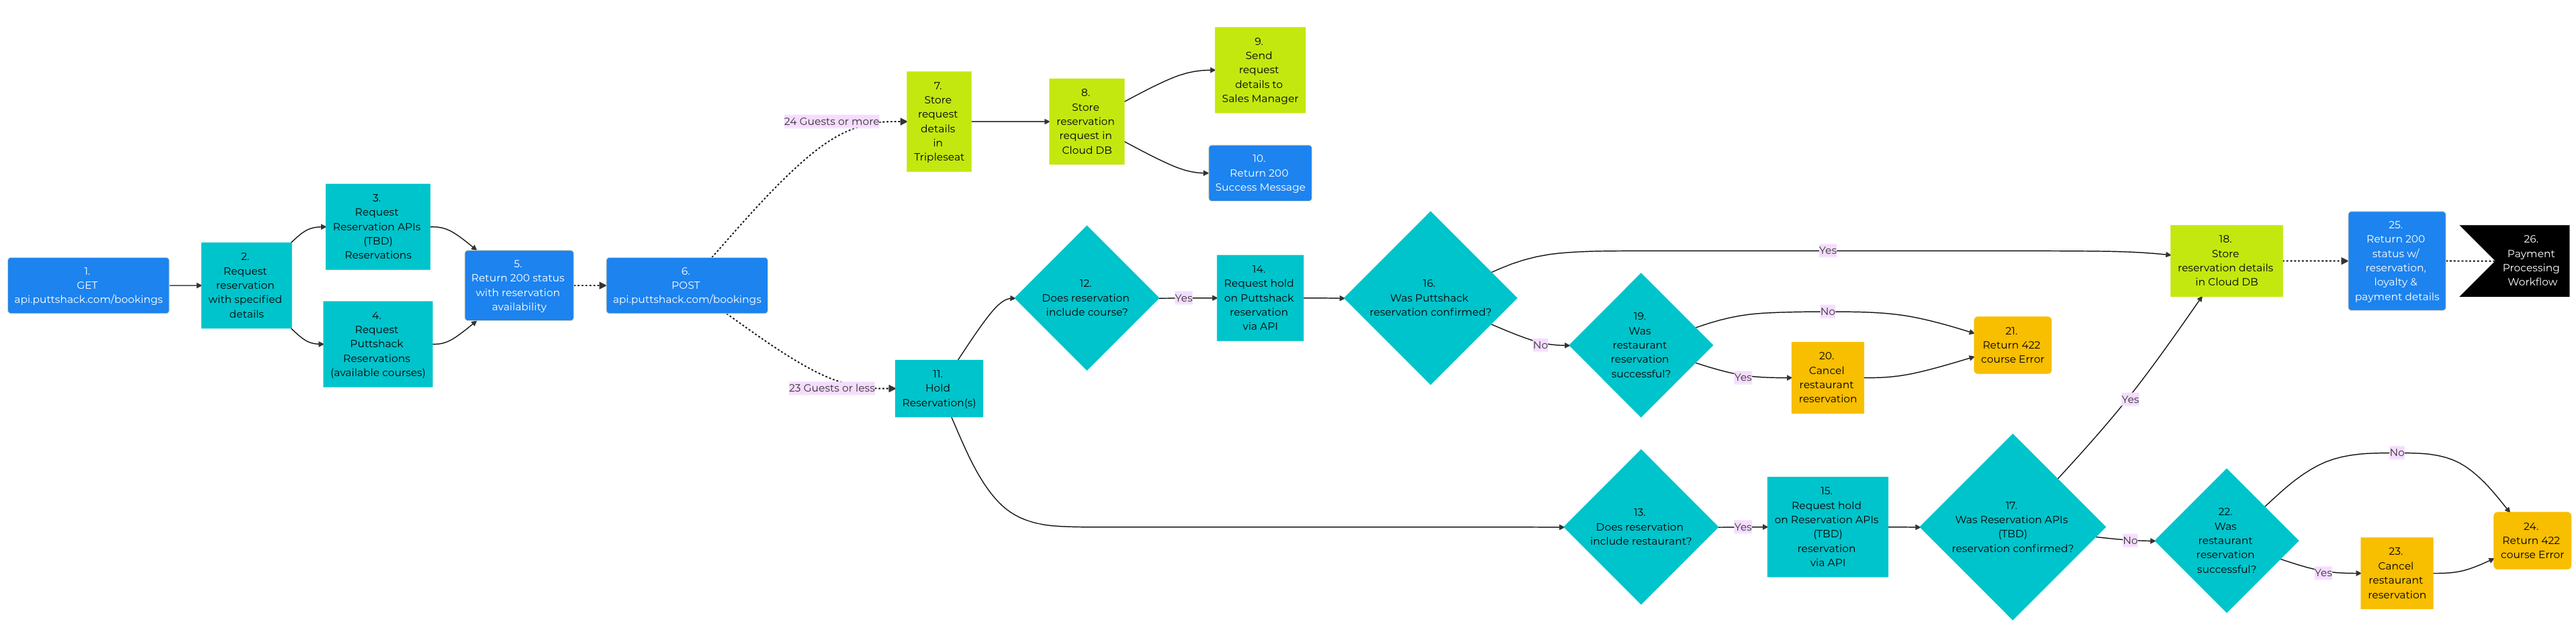 1.
GET
api.puttshack.com/bookings
2.
Request
reservation
with specified
details
3.
Request
Reservation APIs
(TBD)
Reservations
4.
Request
Puttshack
Reservations
(available courses)
5.
Return 200 status
with reservation
availability
6.
POST
api.puttshack.com/bookings
24 Guests or more
7.
Store
request
details
in
Tripleseat
8.
Store
reservation
request in
Cloud DB
9.
Send
request
details to
Sales Manager
10.
Return 200
Success Message
23 Guests or less
11.
Hold
Reservation(s)
12.
Does reservation
include course?
Yes
14.
Request hold
on Puttshack
reservation
via API
16.
Was Puttshack
reservation confirmed?
Yes
No
19.
Was
restaurant
reservation
successful?
No
Yes
20.
Cancel
restaurant
reservation
21.
Return 422
course Error
13.
Does reservation
include restaurant?
Yes
15.
Request hold
on Reservation APIs
(TBD)
reservation
via API
17.
Was Reservation APIs
(TBD)
reservation confirmed?
Yes
No
18.
Store
reservation details
in Cloud DB
22.
Was
restaurant
reservation
successful?
No
Yes
23.
Cancel
restaurant
reservation
24.
Return 422
course Error
25.
Return 200
status w/
reservation,
loyalty &
payment details
26.
Payment
Processing
Workflow